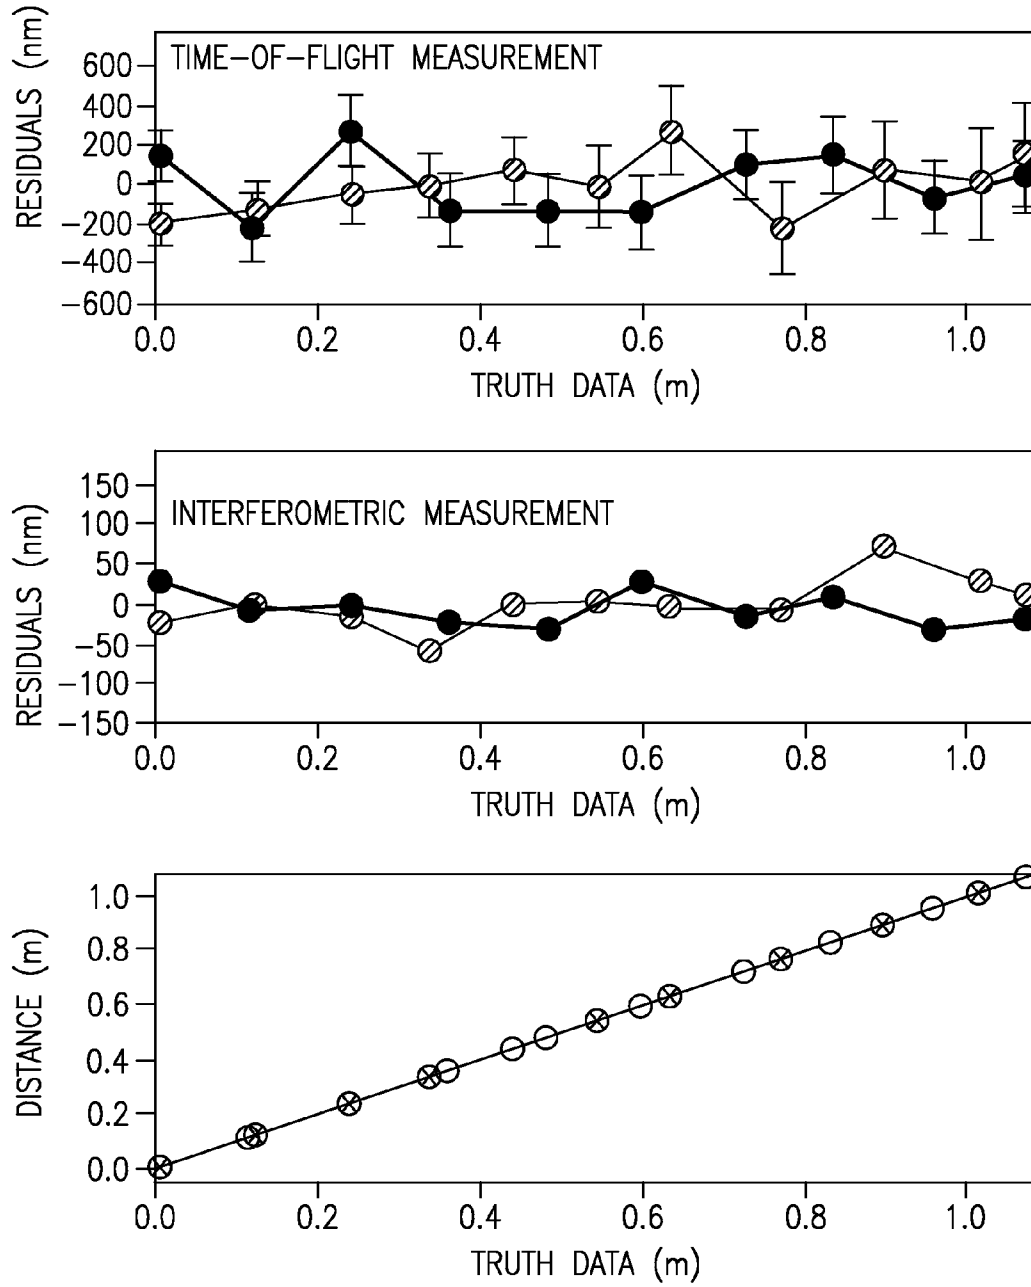 TIME-OF-FLIGHT MEASUREMENT
RESIDUALS (nm)
600
400
200
0
-200
-400
-600
0.0 0.2 0.4 0.6 0.8 1.0
TRUTH DATA (m)
INTERFEROMETRIC MEASUREMENT
RESIDUALS (nm)
150
100
50
0
-50
-100
-150
0.0 0.2 0.4 0.6 0.8 1.0
TRUTH DATA (m)
DISTANCE (m)
1.0
0.8
0.6
0.4
0.2
0.0
0.0 0.2 0.4 0.6 0.8 1.0
TRUTH DATA (m)